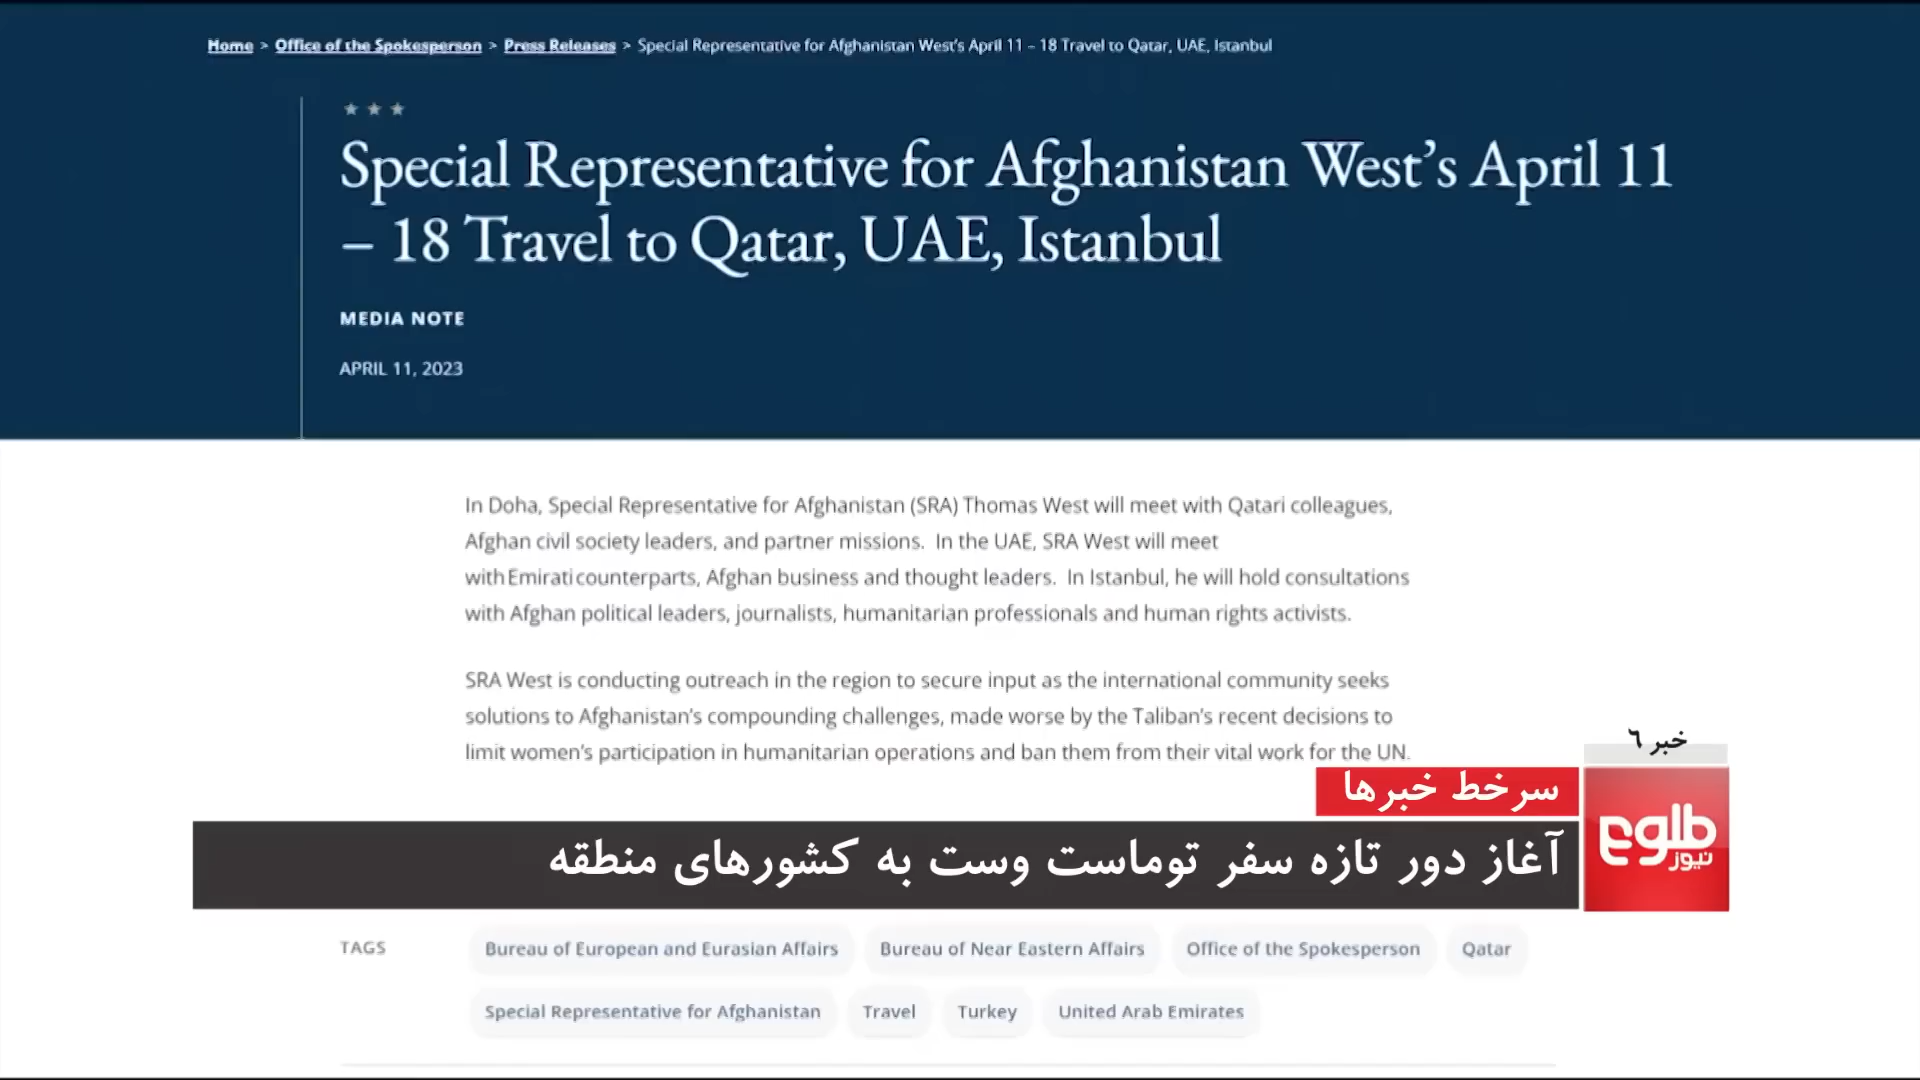 Home > Office of the Spokesperson > Press Releases > Special Representative for Afghanistan West's April 11 – 18 Travel to Qatar, UAE, Istanbul
Special Representative for Afghanistan West's April 11
– 18 Travel to Qatar, UAE, Istanbul
MEDIA NOTE
APRIL 11, 2023
In Doha, Special Representative for Afghanistan (SRA) Thomas West will meet with Qatari colleagues,
Afghan civil society leaders, and partner missions.  In the UAE, SRA West will meet
with Emirati counterparts, Afghan business and thought leaders.  In Istanbul, he will hold consultations
with Afghan political leaders, journalists, humanitarian professionals and human rights activists.
SRA West is conducting outreach in the region to secure input as the international community seeks
solutions to Afghanistan's compounding challenges, made worse by the Taliban's recent decisions to
limit women's participation in humanitarian operations and ban them from their vital work for the UN.
خبر ٦
سرخط خبرها
طلوع
نیوز
آغاز دور تازه سفر توماست وست به کشورهای منطقه
TAGS
Bureau of European and Eurasian Affairs Bureau of Near Eastern Affairs Office of the Spokesperson Qatar
Special Representative for Afghanistan Travel Turkey United Arab Emirates